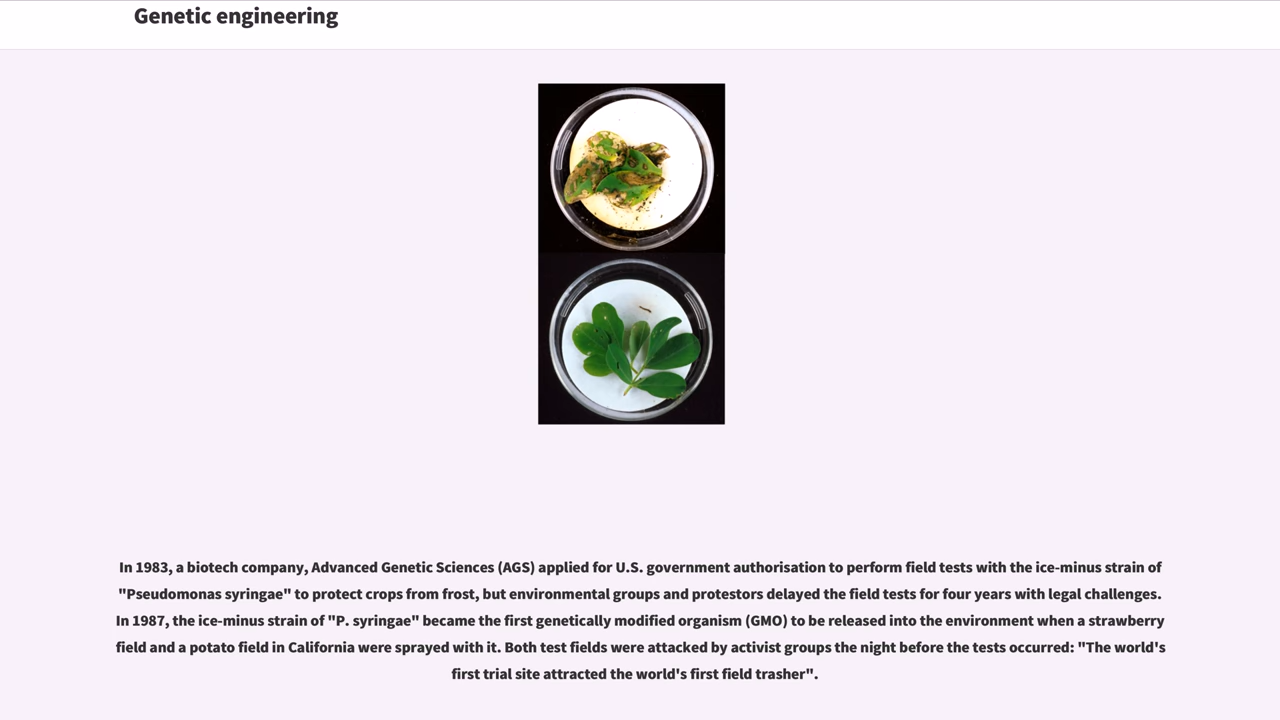 Genetic engineering
In 1983, a biotech company, Advanced Genetic Sciences (AGS) applied for U.S. government authorisation to perform field tests with the ice-minus strain of
"Pseudomonas syringae" to protect crops from frost, but environmental groups and protestors delayed the field tests for four years with legal challenges.
In 1987, the ice-minus strain of "P. syringae" became the first genetically modified organism (GMO) to be released into the environment when a strawberry
field and a potato field in California were sprayed with it. Both test fields were attacked by activist groups the night before the tests occurred: "The world's
first trial site attracted the world's first field trasher".